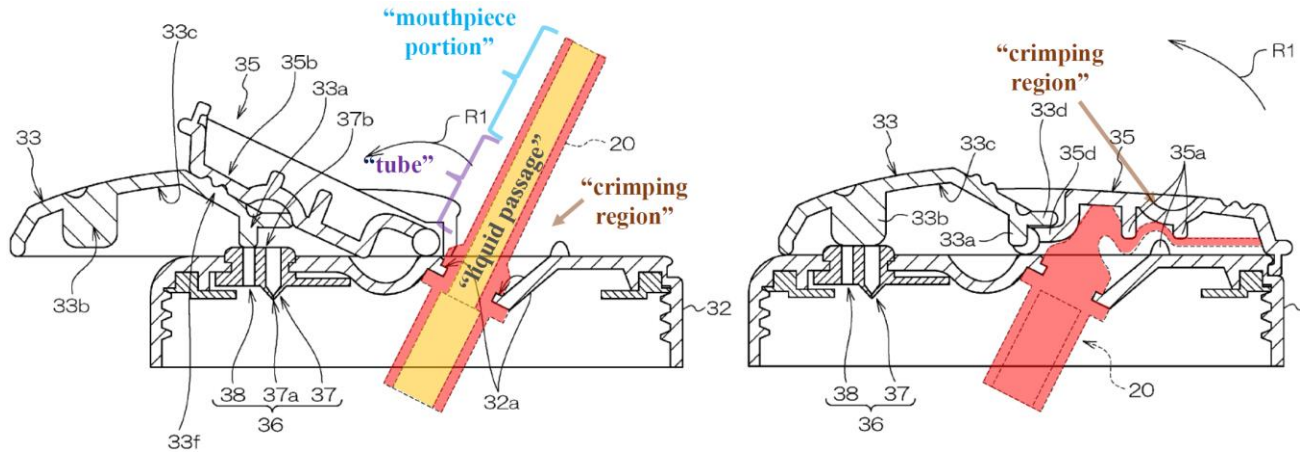 “mouthpiece
portion”
33c
35
35b
33a
37b
R1
33
“tube”
20
“liquid passage”
“crimping
region”
33b
32
38 37a 37
32a
36
33f
“crimping
region”
R1
33
33d
33c
35d
35
35a
33b
33a
38 37
36
20